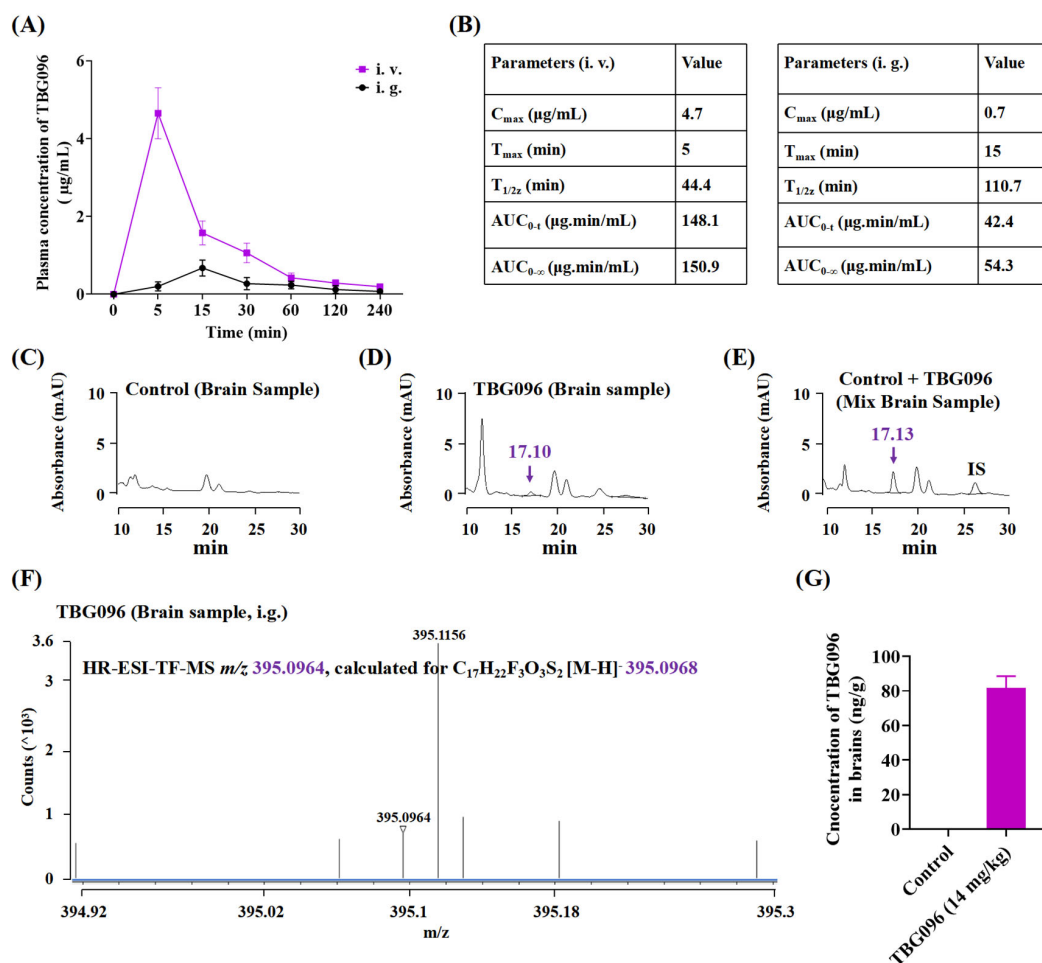 (A)
Plasma concentration of TBG096
( µg/mL)
6
4
2
0
i. v.
i. g.
0 5 15 30 60 120 240
Time (min)
(B)
Parameters (i. v.) Value
Cmax (µg/mL) 4.7
Tmax (min) 5
T1/2z (min) 44.4
AUC0-t (µg.min/mL) 148.1
AUC0-∞ (µg.min/mL) 150.9
Parameters (i. g.) Value
Cmax (µg/mL) 0.7
Tmax (min) 15
T1/2z (min) 110.7
AUC0-t (µg.min/mL) 42.4
AUC0-∞ (µg.min/mL) 54.3
(C)
Control (Brain Sample)
Absorbance (mAU)
10
5
0
10 20 30
min
(D)
TBG096 (Brain sample)
Absorbance (mAU)
10
5
0
17.10
10 20 30
min
(E)
Control + TBG096
(Mix Brain Sample)
Absorbance (mAU)
10
5
0
17.13
IS
10 20 30
min
(F)
TBG096 (Brain sample, i.g.)
395.1156
HR-ESI-TF-MS m/z 395.0964, calculated for C17H22F3O3S2 [M-H]- 395.0968
Counts (^10³)
3.6
3
2
1
0
395.0964
394.92 395.02 395.1 395.18 395.3
m/z
(G)
Cnocentration of TBG096
in brains (ng/g)
100
80
60
40
20
0
Control
TBG096 (14 mg/kg)